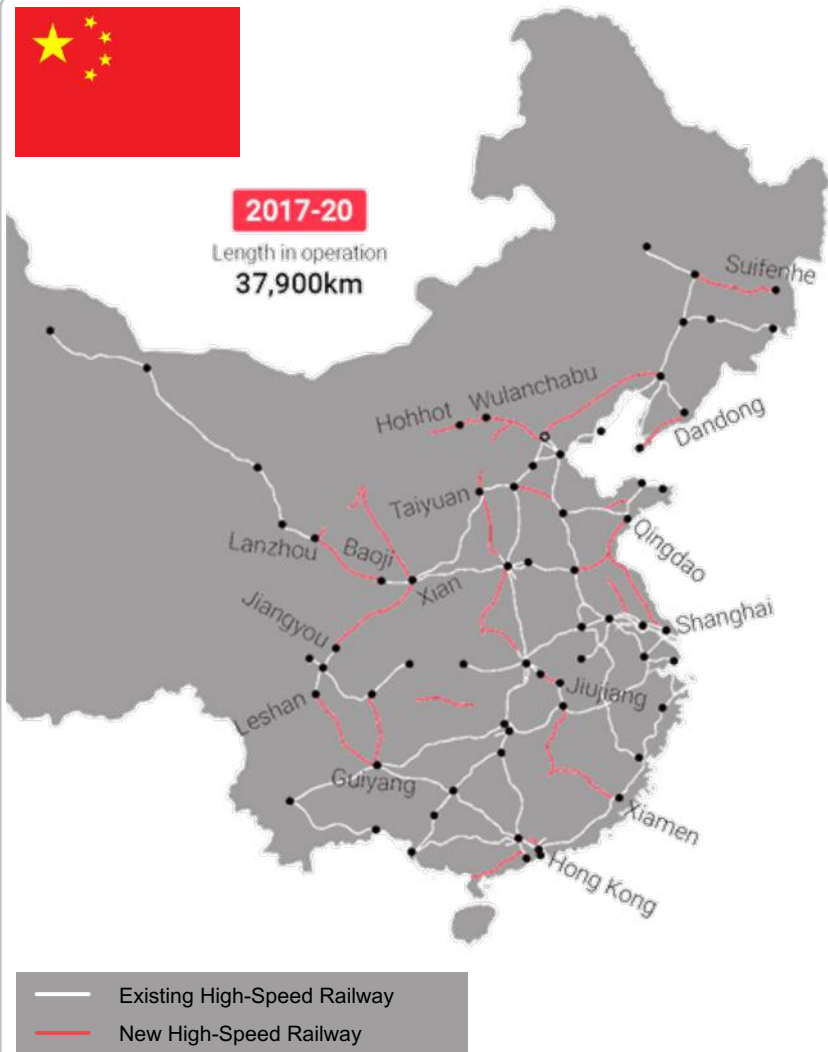 2017-20
Length in operation
37,900km
Suifenhe
Wulanchabu
Hohhot
Dandong
Taiyuan
Qingdao
Lanzhou
Baoji
Xian
Jiangyou
Shanghai
Leshan
Jiujiang
Guiyang
Xiamen
Hong Kong
Existing High-Speed Railway
New High-Speed Railway